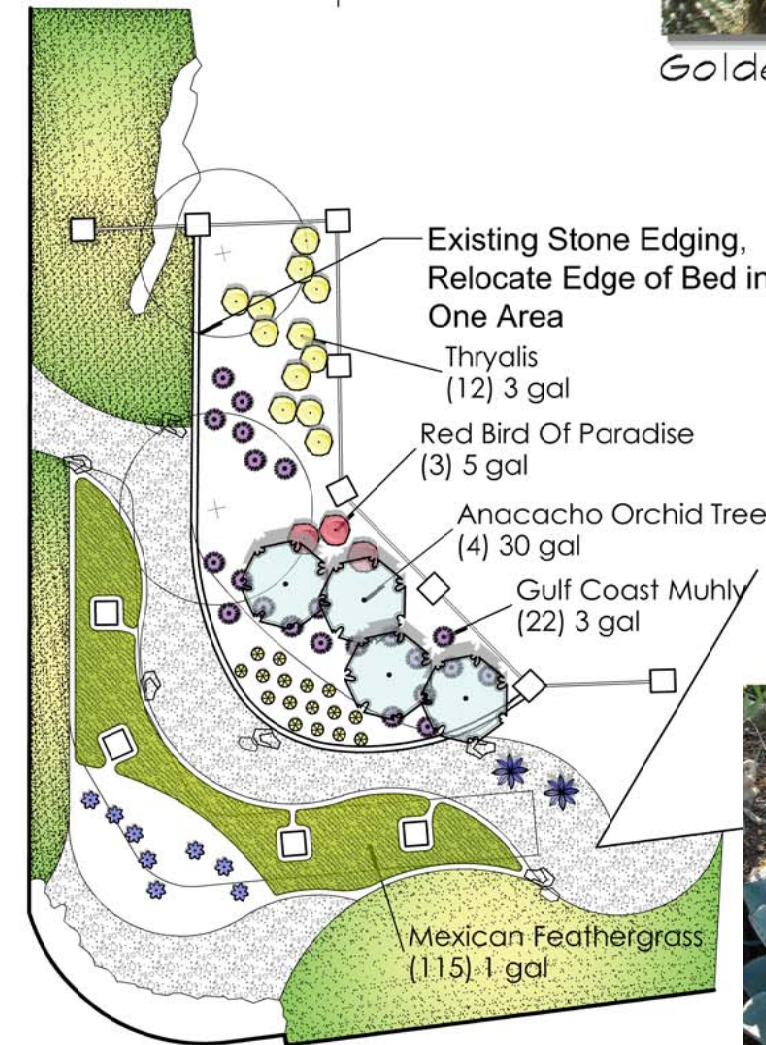 Golde
Existing Stone Edging,
Relocate Edge of Bed in
One Area
Thryalis
(12) 3 gal
Red Bird Of Paradise
(3) 5 gal
Anacacho Orchid Tree
(4) 30 gal
Gulf Coast Muhly
(22) 3 gal
Mexican Feathergrass
(115) 1 gal